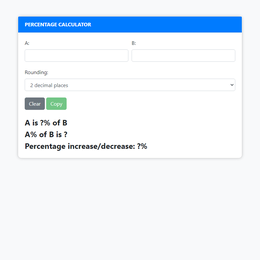 PERCENTAGE CALCULATOR
A: B:
Rounding:
2 decimal places
Clear Copy
A is ?% of B
A% of B is ?
Percentage increase/decrease: ?%